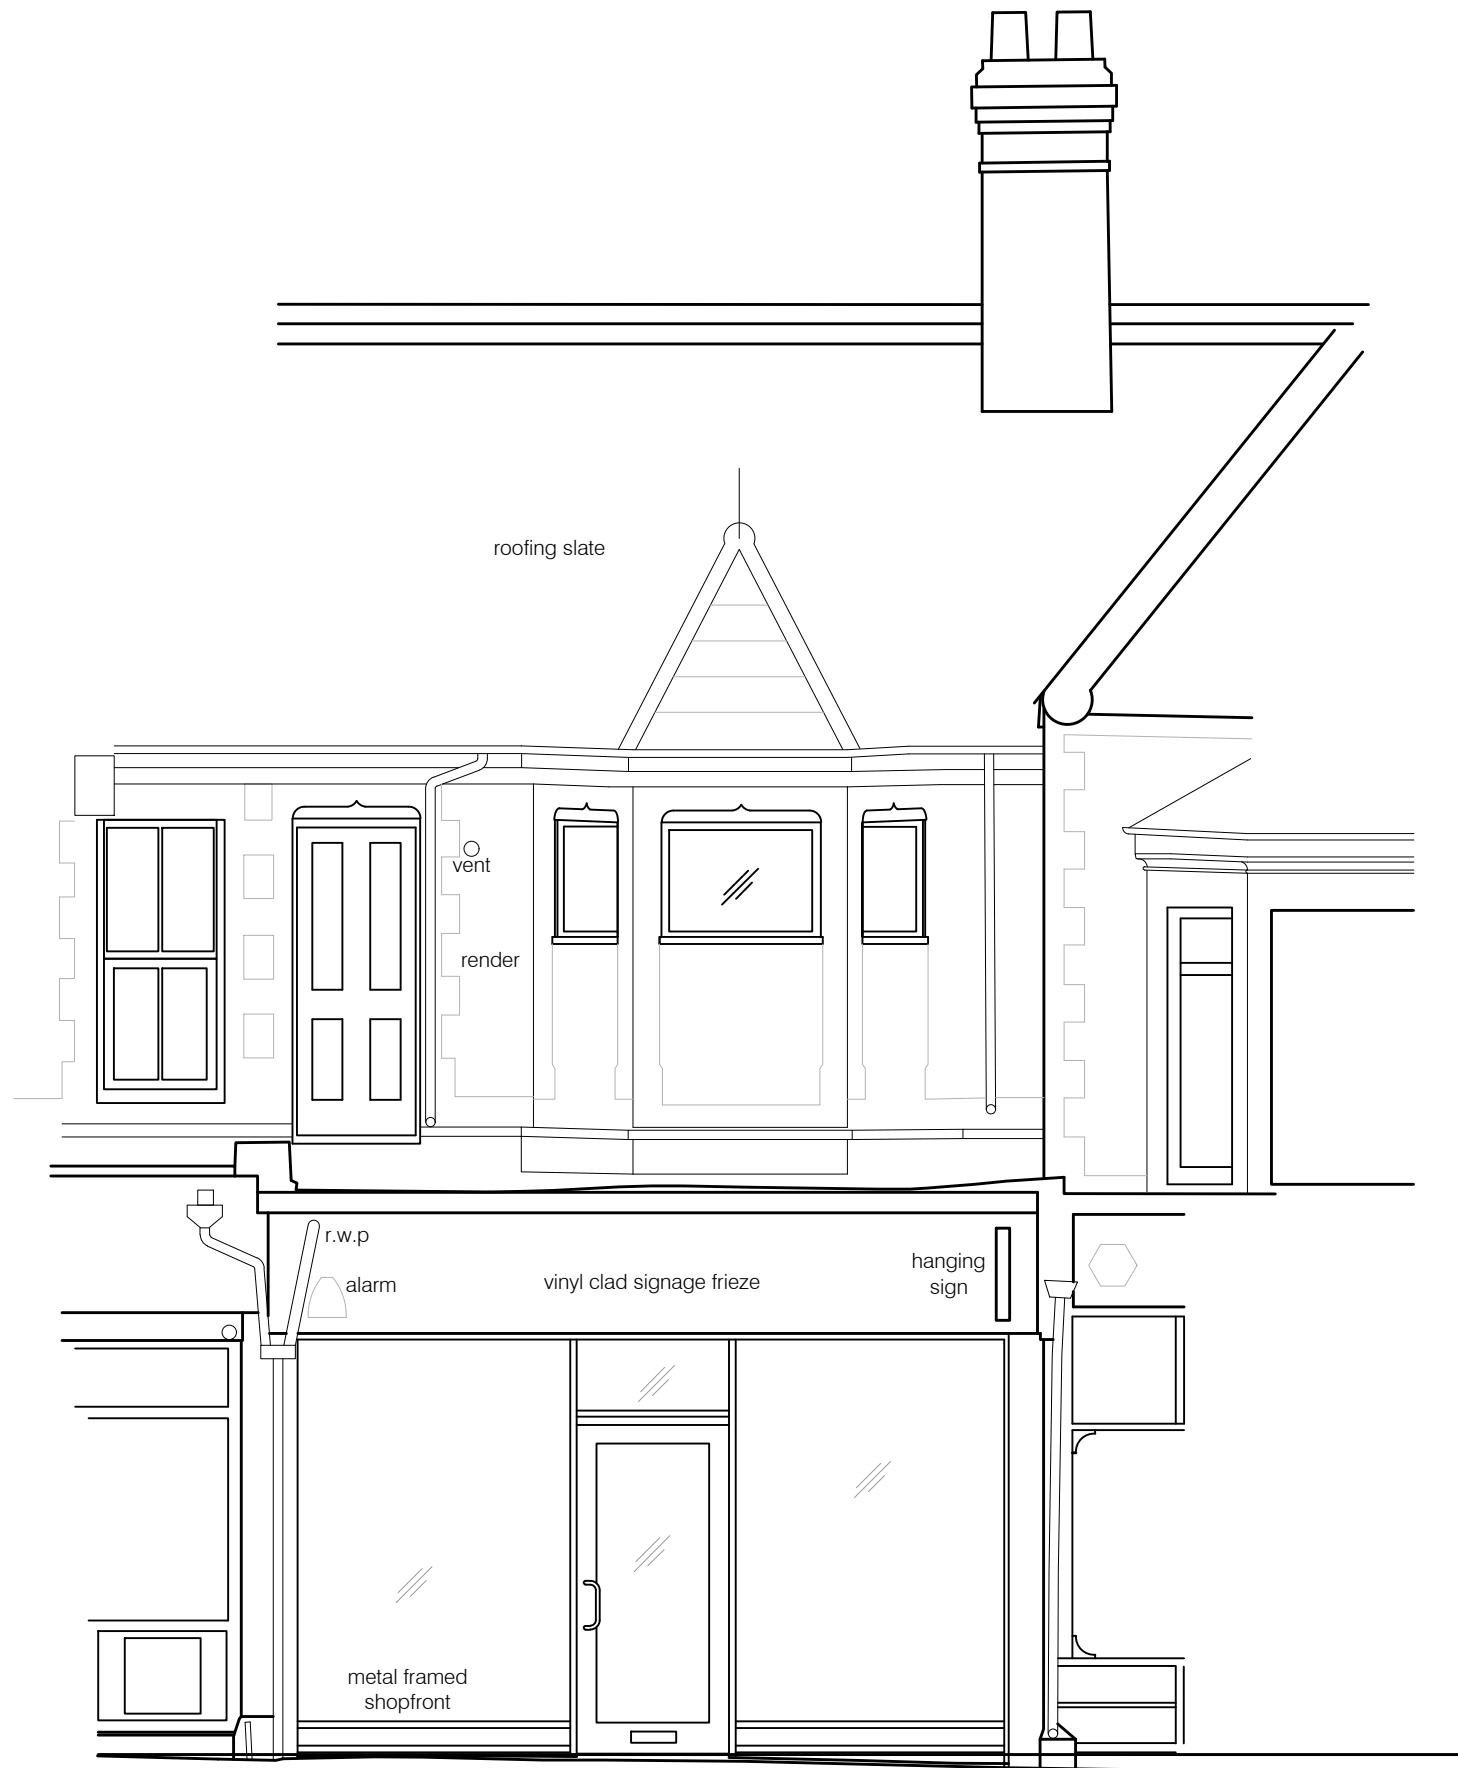 roofing slate
vent
render
r.w.p
alarm
vinyl clad signage frieze
hanging
sign
metal framed
shopfront